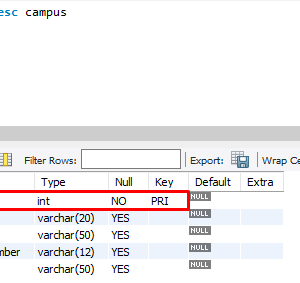 esc campus
Filter Rows: Export: Wrap Ce
Type Null Key Default Extra
int NO PRI NULL
varchar(20) YES NULL
varchar(50) YES NULL
mber varchar(12) YES NULL
varchar(50) YES NULL